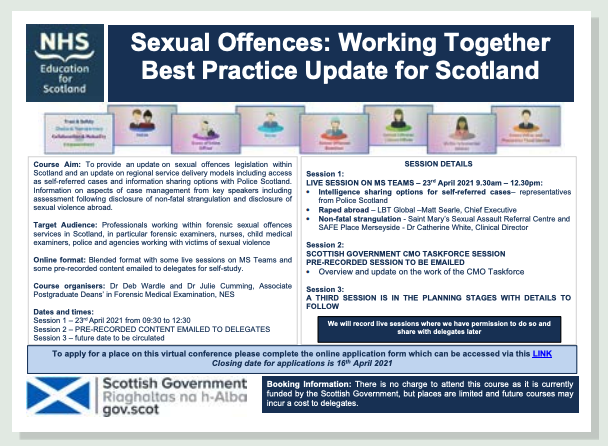 NHS
Education
for
Scotland
Sexual Offences: Working Together
Best Practice Update for Scotland
Trust & Safety
Course Aim: To provide an update on sexual offences legislation within
Scotland and an update on regional service delivery models including access
as self-referred cases and information sharing options with Police Scotland.
Information on aspects of case management from key speakers including
assessment following disclosure of non-fatal strangulation and disclosure of
sexual violence abroad.
Target Audience: Professionals working within forensic sexual offences
services in Scotland, in particular forensic examiners, nurses, child medical
examiners, police and agencies working with victims of sexual violence
Online format: Blended format with some live sessions on MS Teams and
some pre-recorded content emailed to delegates for self-study.
Course organisers: Dr Deb Wardle and Dr Julie Cumming, Associate
Postgraduate Deans' in Forensic Medical Examination, NES
Dates and times:
Session 1 – 23rd April 2021 from 09:30 to 12:30
Session 2 – PRE-RECORDED CONTENT EMAILED TO DELEGATES
Session 3 – future date to be circulated
SESSION DETAILS
Session 1:
LIVE SESSION ON MS TEAMS – 23rd April 2021 9.30am – 12.30pm:
• Intelligence sharing options for self-referred cases– representatives
from Police Scotland
• Raped abroad – LBT Global –Matt Searle, Chief Executive
• Non-fatal strangulation - Saint Mary's Sexual Assault Referral Centre and
SAFE Place Merseyside - Dr Catherine White, Clinical Director
Session 2:
SCOTTISH GOVERNMENT CMO TASKFORCE SESSION
PRE-RECORDED SESSION TO BE EMAILED
• Overview and update on the work of the CMO Taskforce
Session 3:
A THIRD SESSION IS IN THE PLANNING STAGES WITH DETAILS TO
FOLLOW
We will record live sessions where we have permission to do so and
share with delegates later
To apply for a place on this virtual conference please complete the online application form which can be accessed via this LINK
Closing date for applications is 16th April 2021
Scottish Government
Riaghaltas na h-Alba
gov.scot
Booking Information: There is no charge to attend this course as it is currently
funded by the Scottish Government, but places are limited and future courses may
incur a cost to delegates.